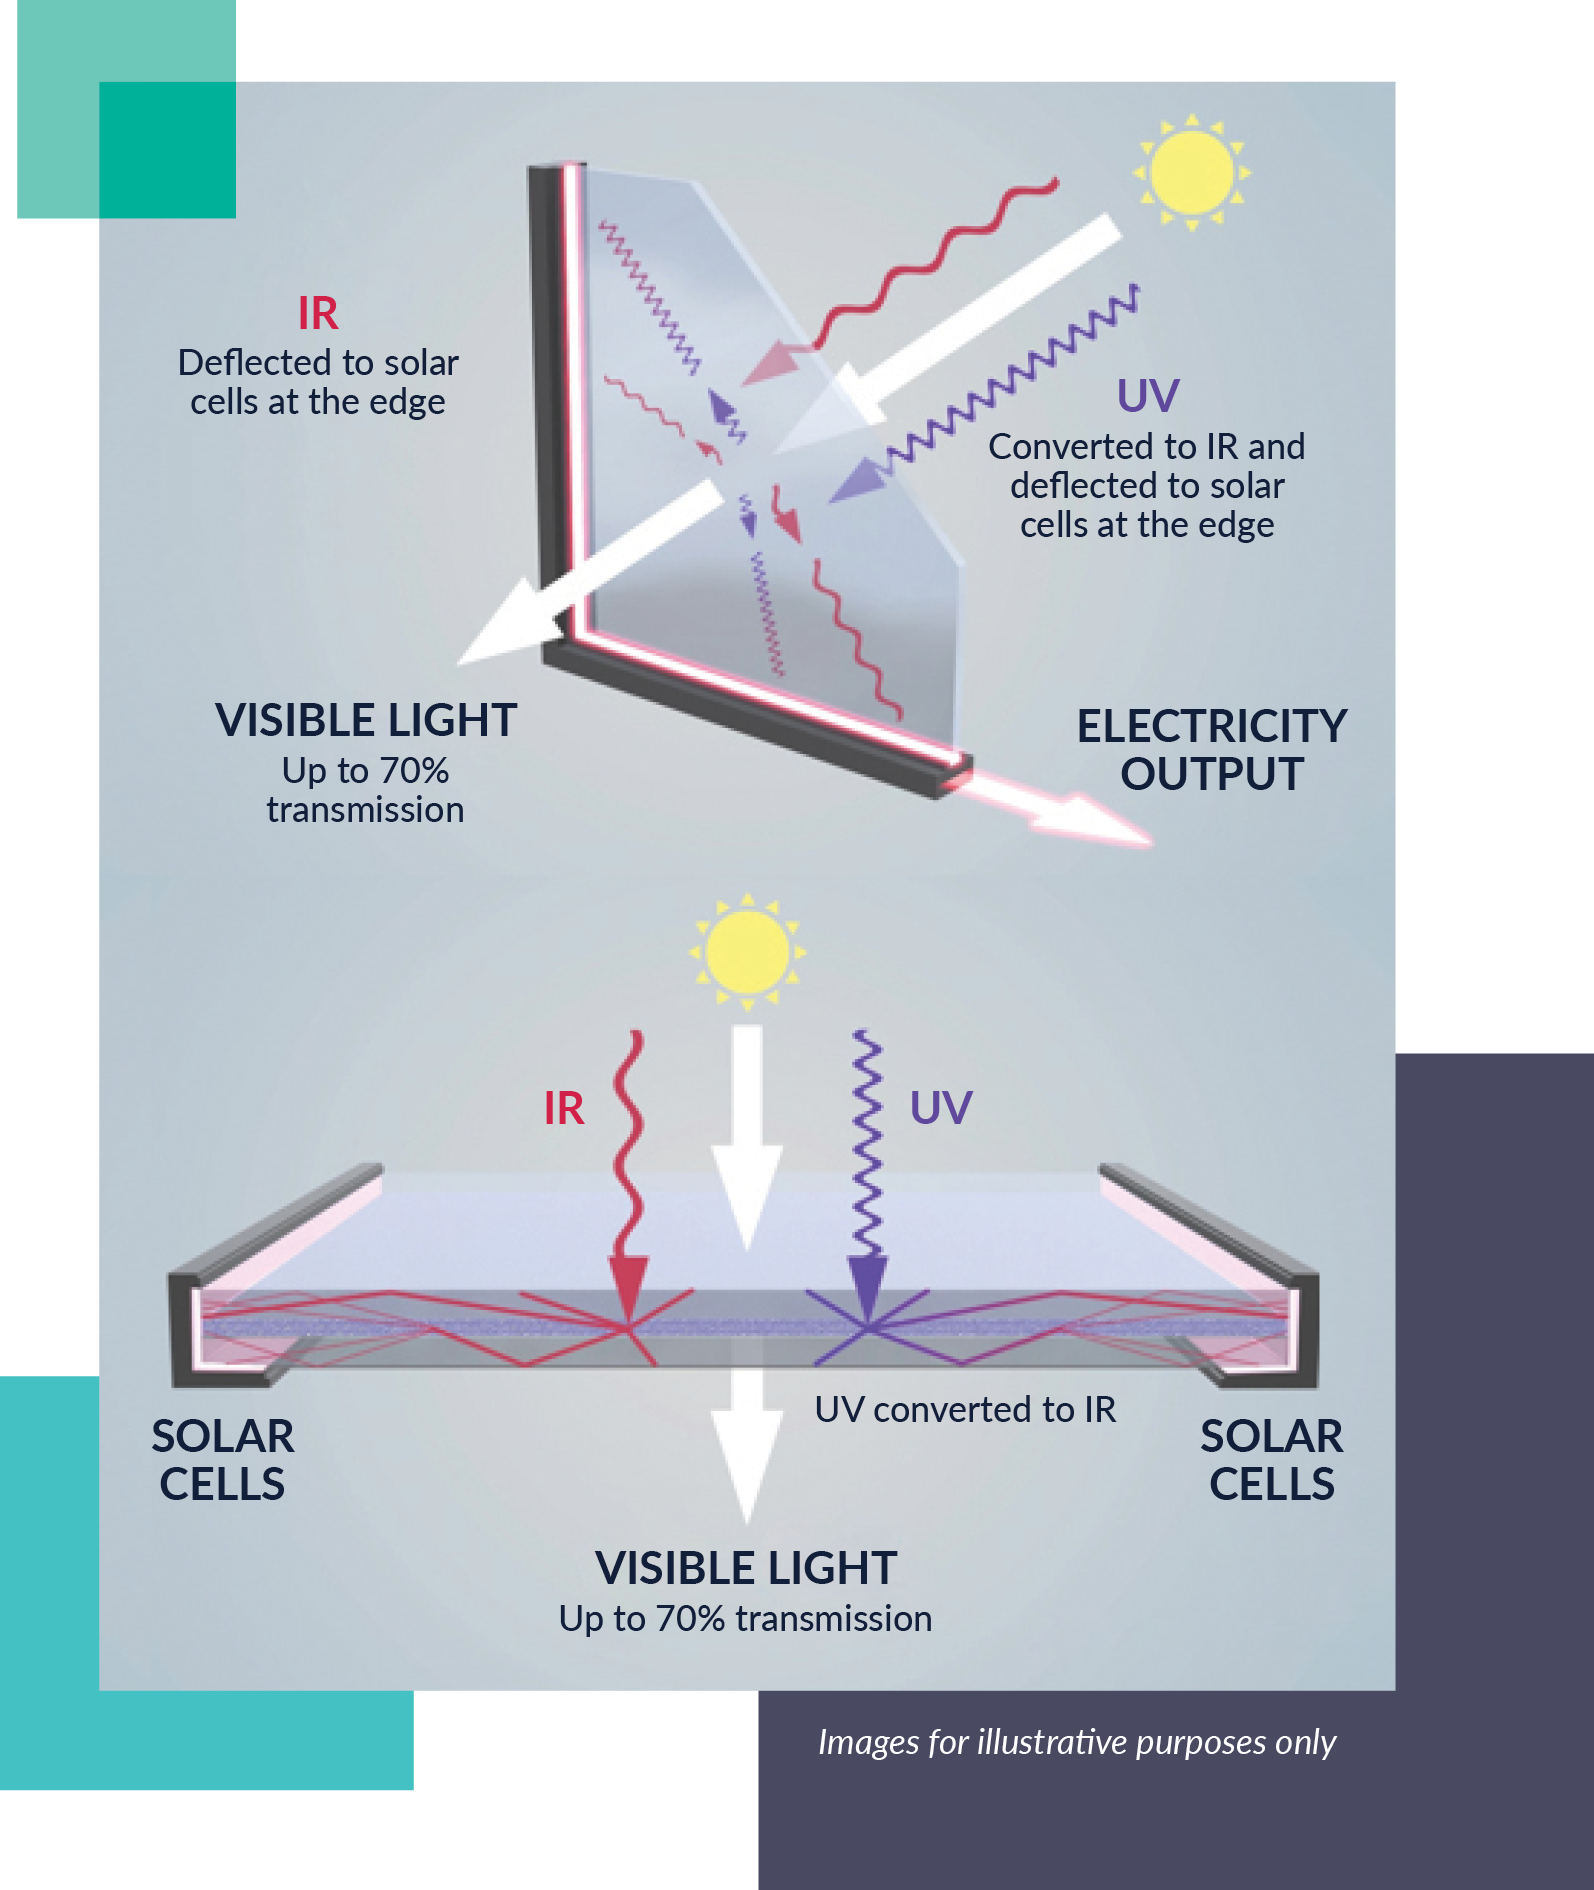 IR
Deflected to solar
cells at the edge
UV
Converted to IR and
deflected to solar
cells at the edge
VISIBLE LIGHT
Up to 70%
transmission
ELECTRICITY
OUTPUT
IR
UV
UV converted to IR
SOLAR
CELLS
SOLAR
CELLS
VISIBLE LIGHT
Up to 70% transmission
Images for illustrative purposes only